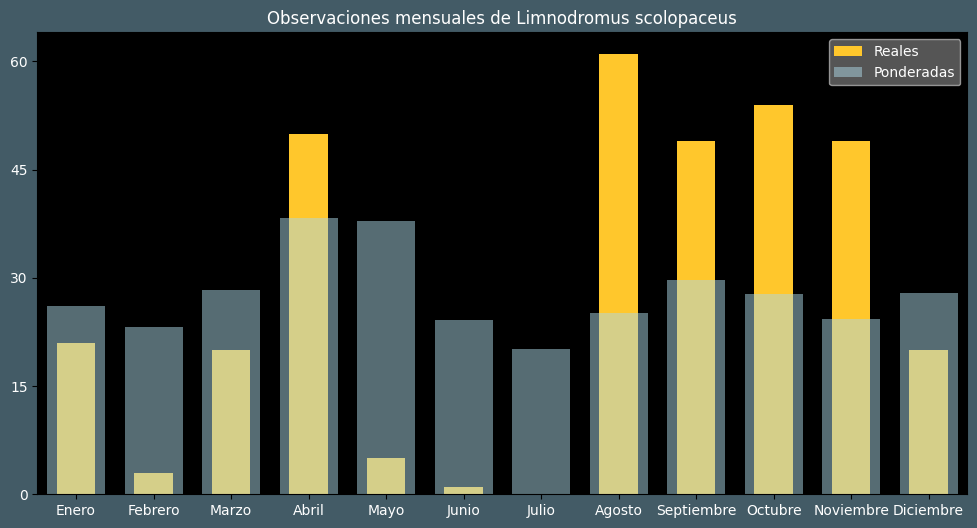 Observaciones mensuales de Limnodromus scolopaceus
Reales
Ponderadas
60
45
30
15
0
Enero Febrero Marzo Abril Mayo Junio Julio Agosto Septiembre Octubre Noviembre Diciembre